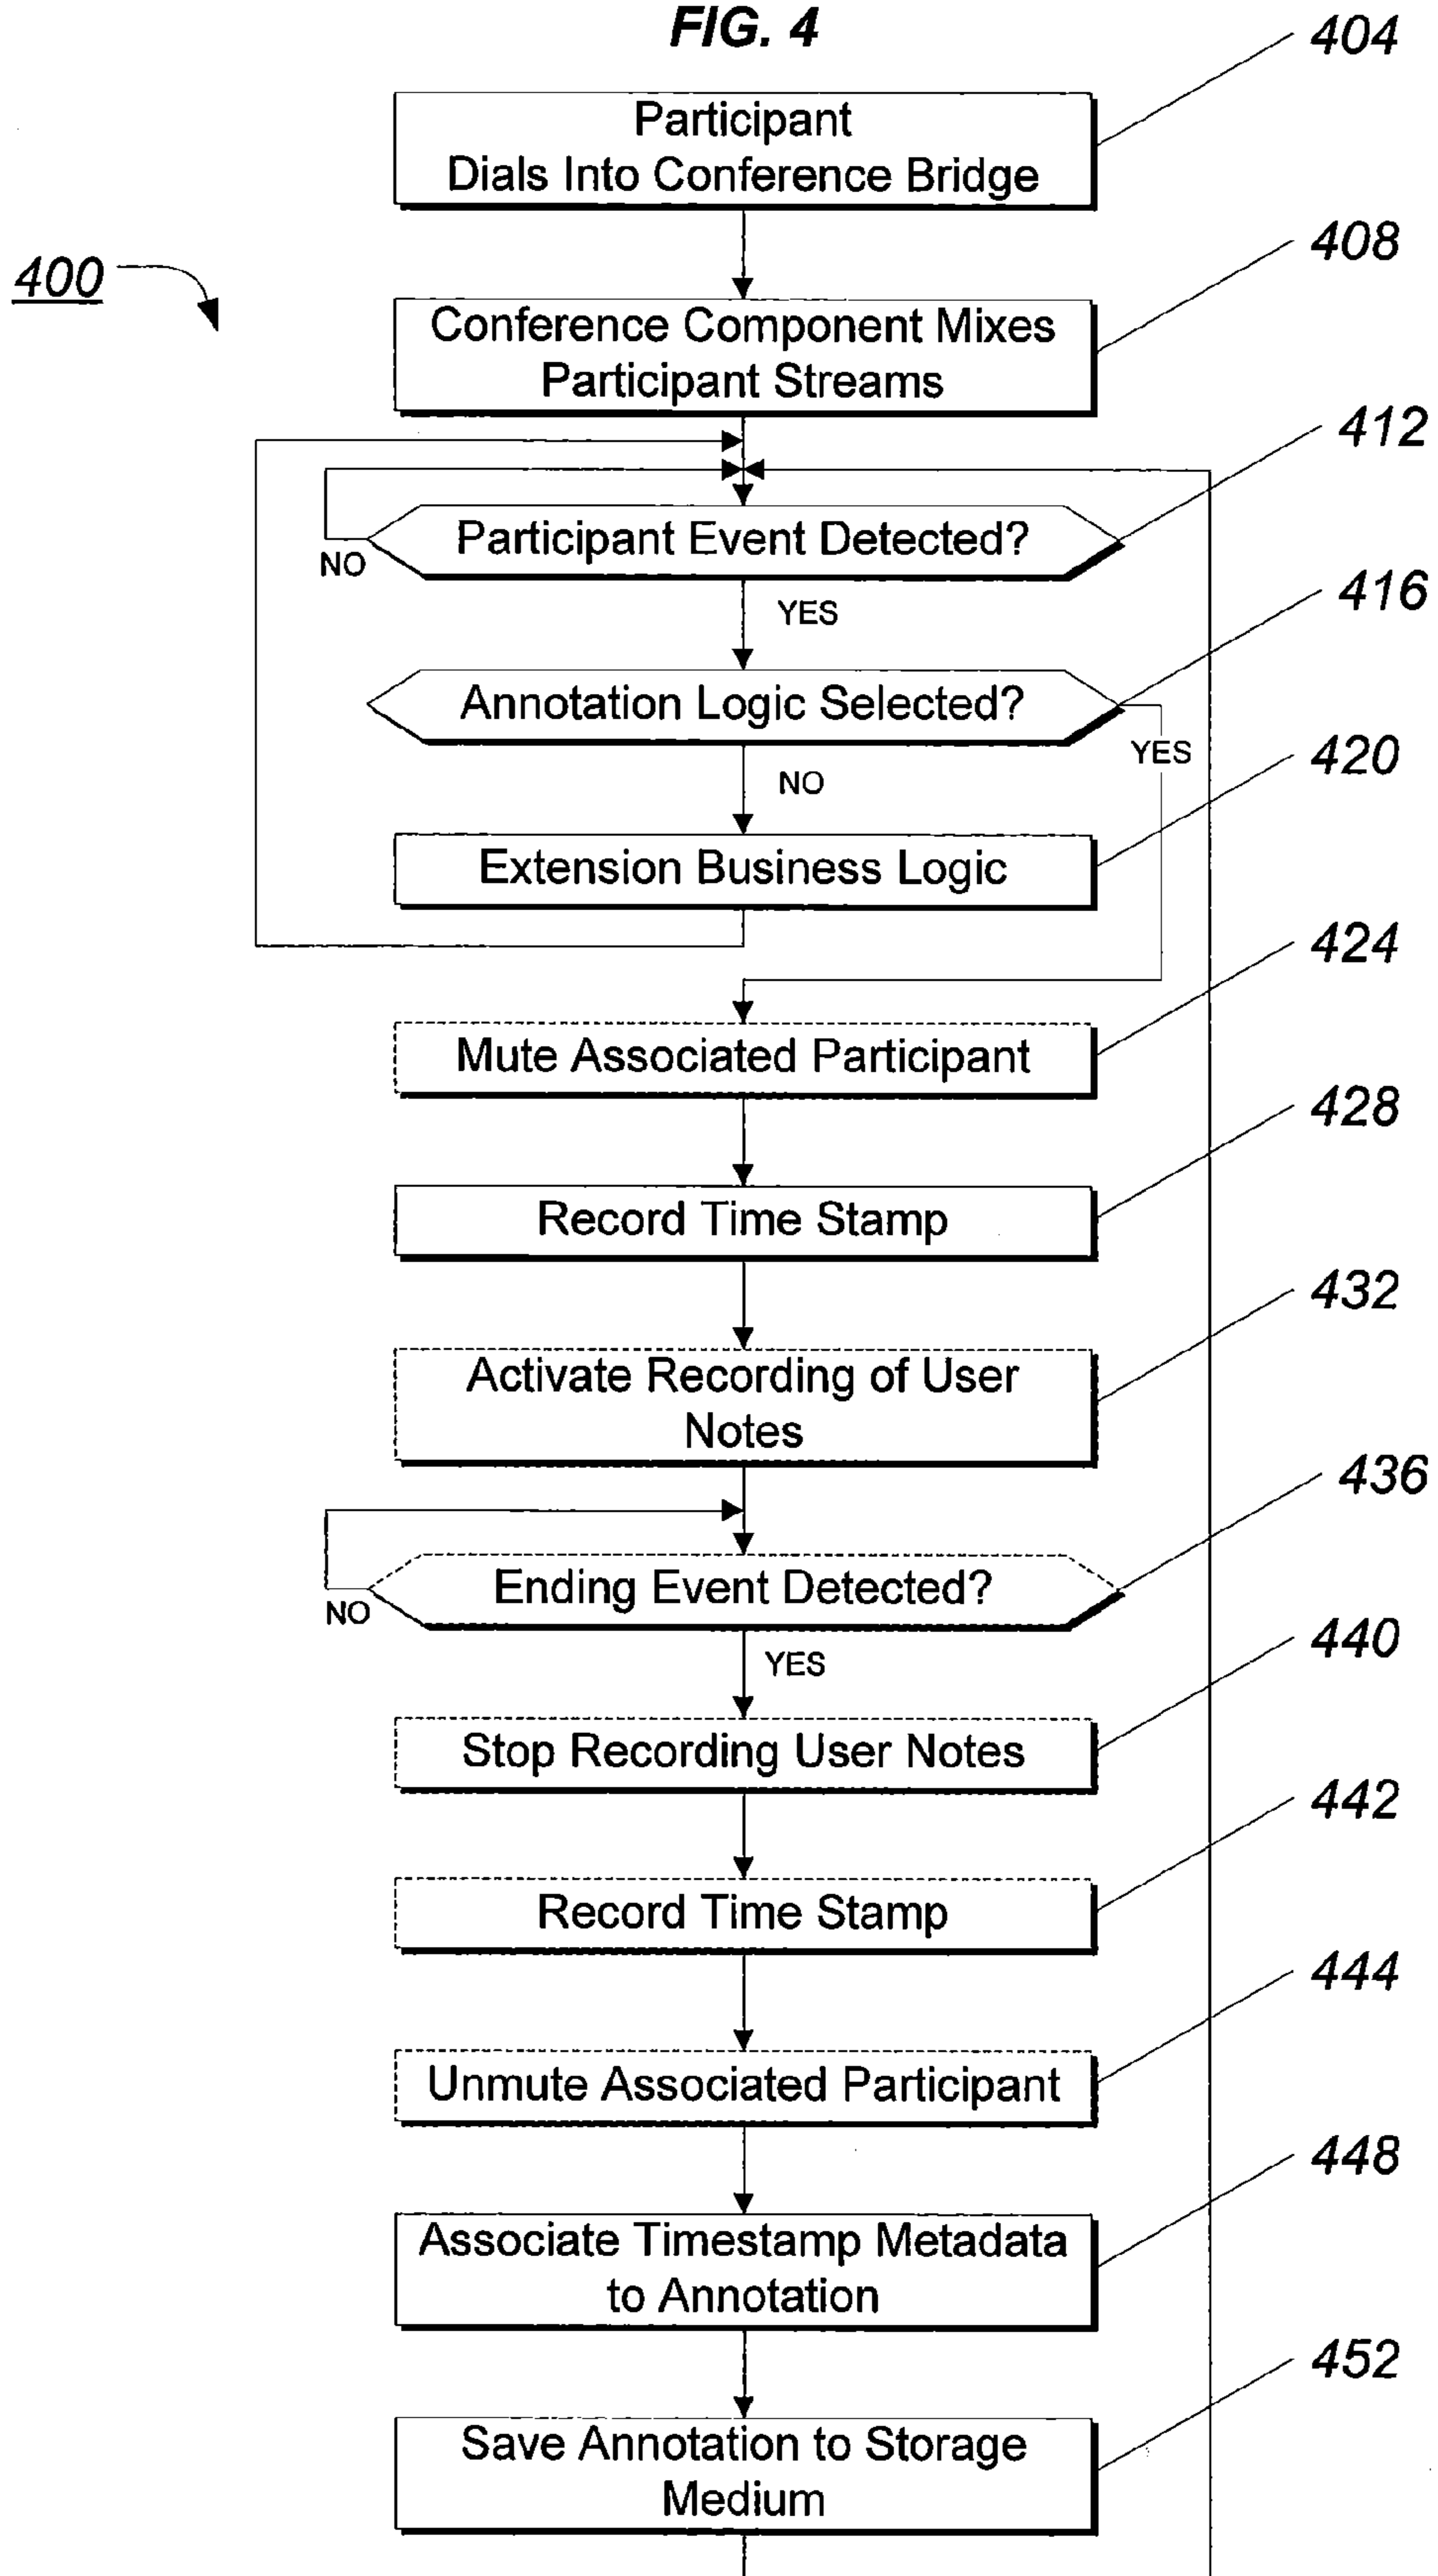 FIG. 4
404
Participant
Dials Into Conference Bridge
400
408
Conference Component Mixes
Participant Streams
412
Participant Event Detected?
NO
YES
416
Annotation Logic Selected?
YES
NO
420
Extension Business Logic
424
Mute Associated Participant
428
Record Time Stamp
432
Activate Recording of User
Notes
436
Ending Event Detected?
NO
YES
440
Stop Recording User Notes
442
Record Time Stamp
444
Unmute Associated Participant
448
Associate Timestamp Metadata
to Annotation
452
Save Annotation to Storage
Medium